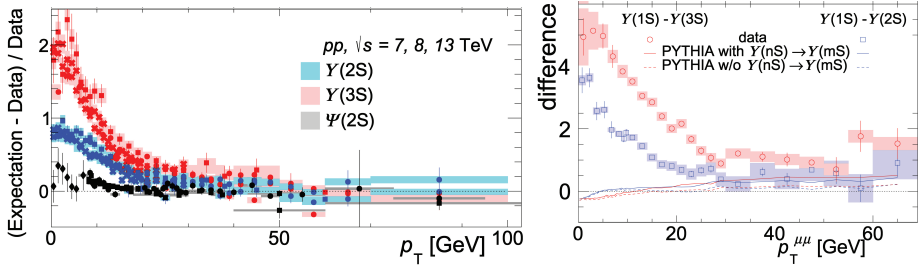 (Expectation - Data) / Data
2
1
0
pp, √s = 7, 8, 13 TeV
ϒ(2S)
ϒ(3S)
Ψ(2S)
0 50 100
p_T [GeV]
difference
4
2
0
ϒ(1S) - ϒ(3S) ϒ(1S) - ϒ(2S)
data
PYTHIA with ϒ(nS) → ϒ(mS)
PYTHIA w/o ϒ(nS) → ϒ(mS)
0 20 40 60
p_T^μμ [GeV]